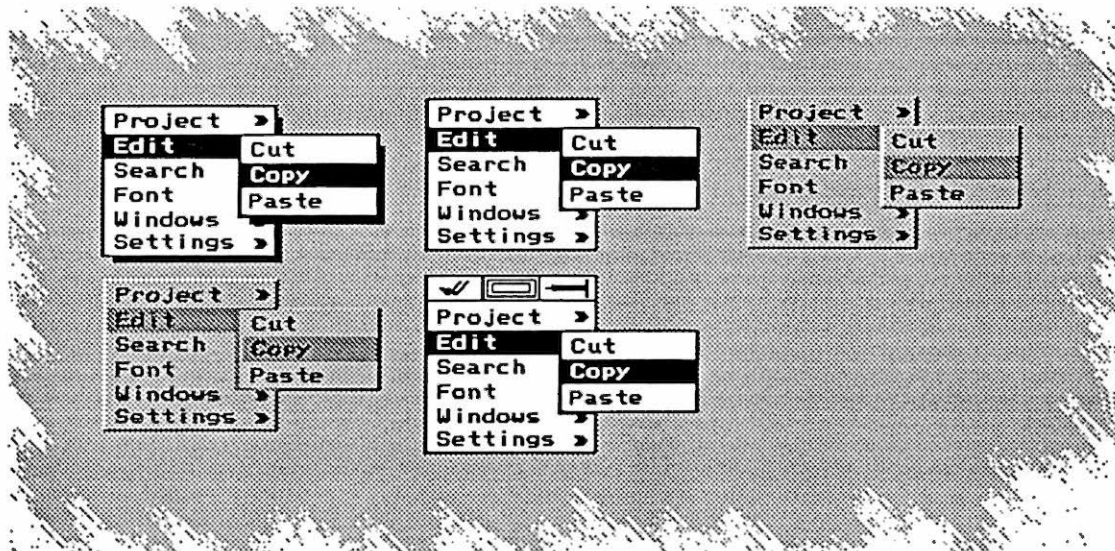 Project »
Edit
Search
Font
Windows »
Settings »
Cut
Copy
Paste
Project »
Edit
Search
Font
Windows »
Settings »
Cut
Copy
Paste
Project »
Edit
Search
Font
Windows »
Settings »
Cut
Copy
Paste
Project »
Edit
Search
Font
Windows »
Settings »
Cut
Copy
Paste
Project »
Edit
Search
Font
Windows »
Settings »
Cut
Copy
Paste